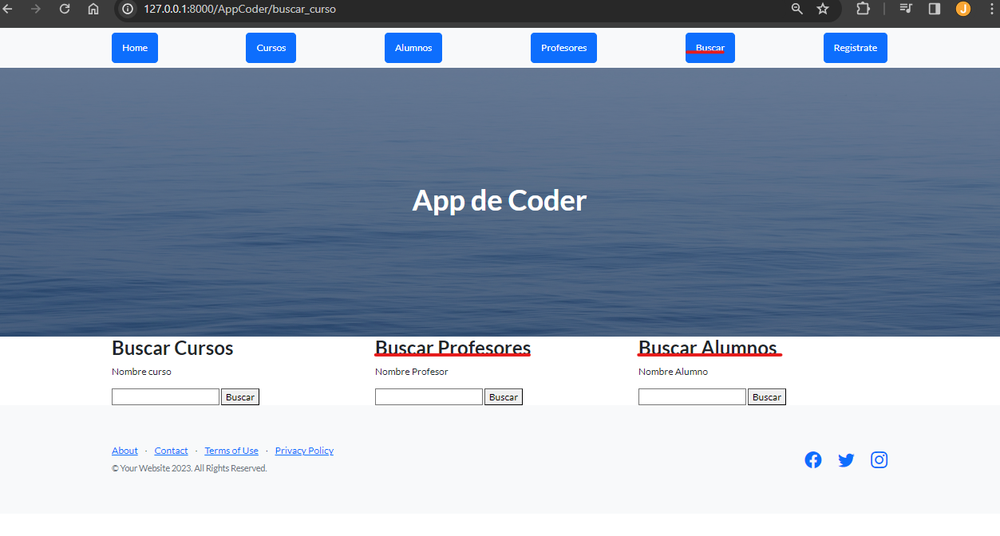 127.0.0.1:8000/AppCoder/buscar_curso
J
Home Cursos Alumnos Profesores Buscar Registrate
App de Coder
Buscar Cursos Buscar Profesores Buscar Alumnos
Nombre curso Nombre Profesor Nombre Alumno
Buscar Buscar Buscar
About · Contact · Terms of Use · Privacy Policy
© Your Website 2023. All Rights Reserved.